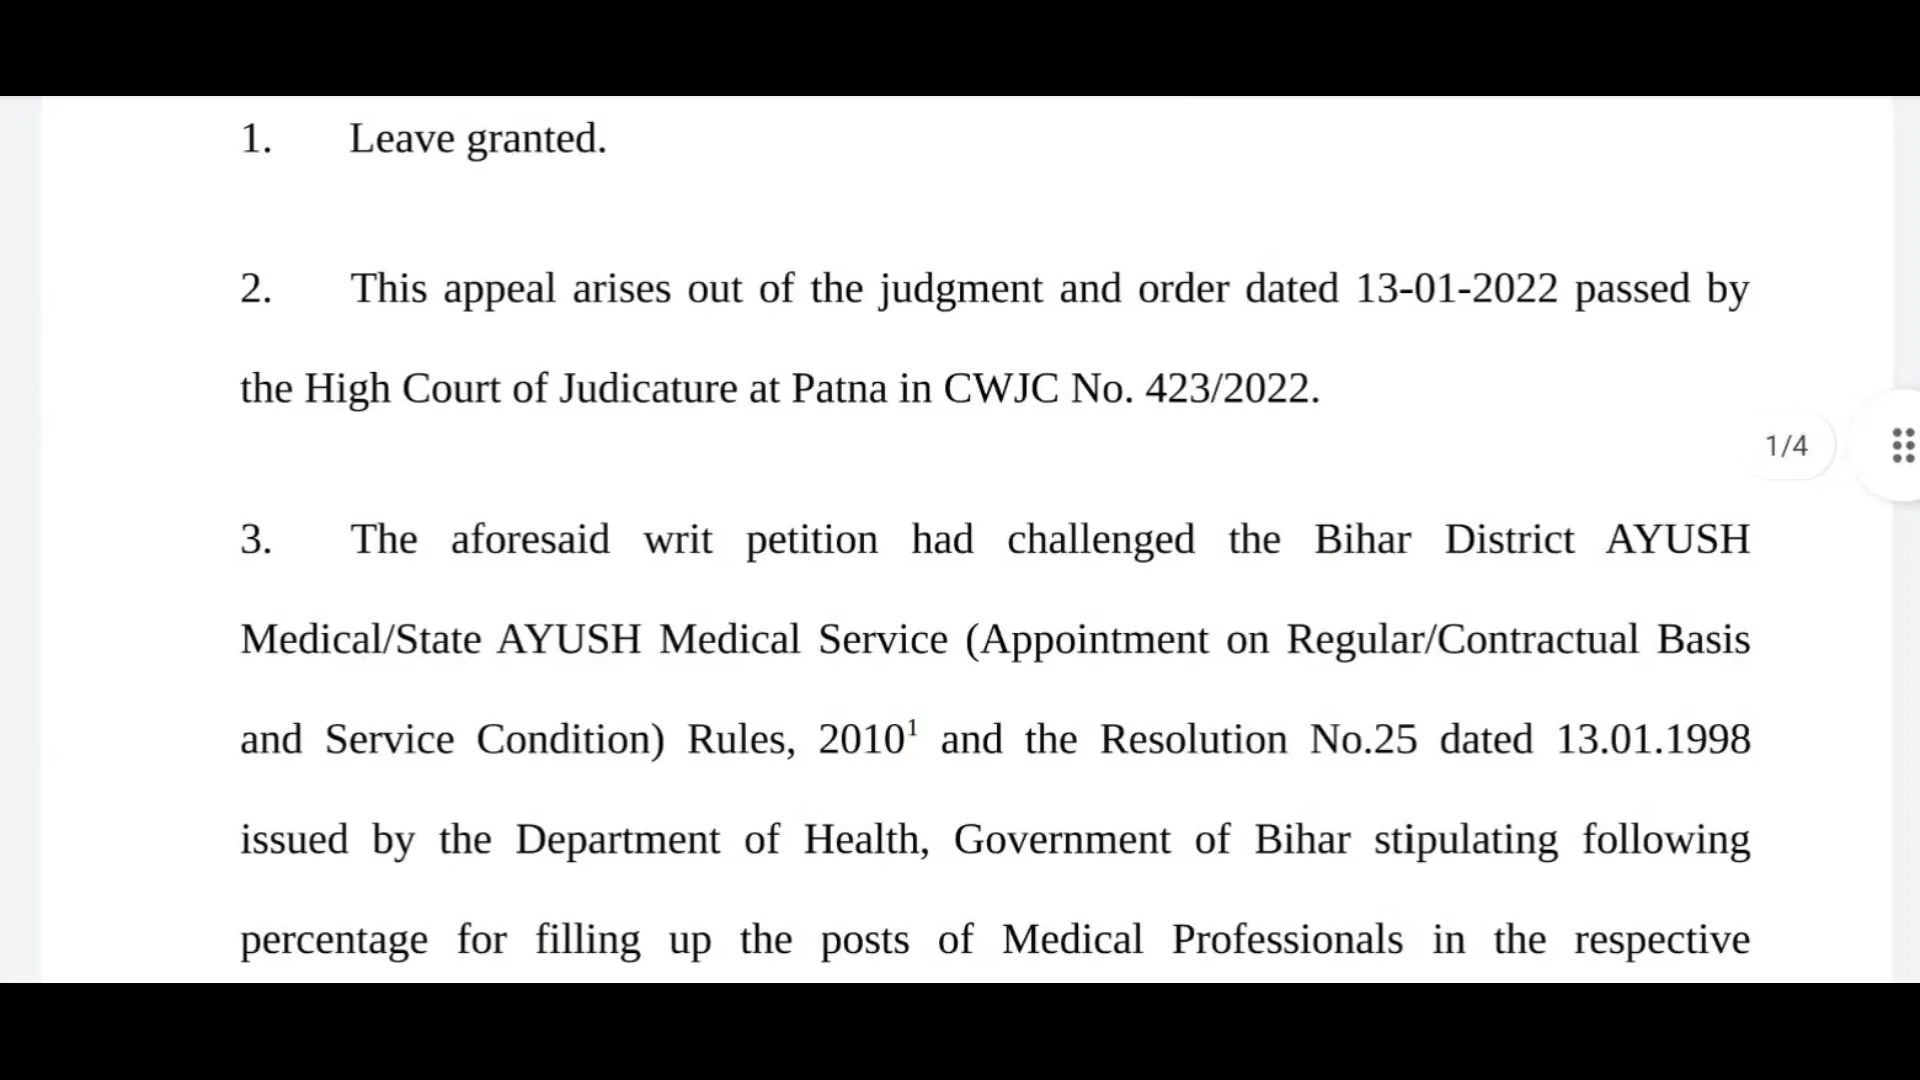 1. Leave granted.
2. This appeal arises out of the judgment and order dated 13-01-2022 passed by
the High Court of Judicature at Patna in CWJC No. 423/2022.
1/4
3. The aforesaid writ petition had challenged the Bihar District AYUSH
Medical/State AYUSH Medical Service (Appointment on Regular/Contractual Basis
and Service Condition) Rules, 2010¹ and the Resolution No.25 dated 13.01.1998
issued by the Department of Health, Government of Bihar stipulating following
percentage for filling up the posts of Medical Professionals in the respective